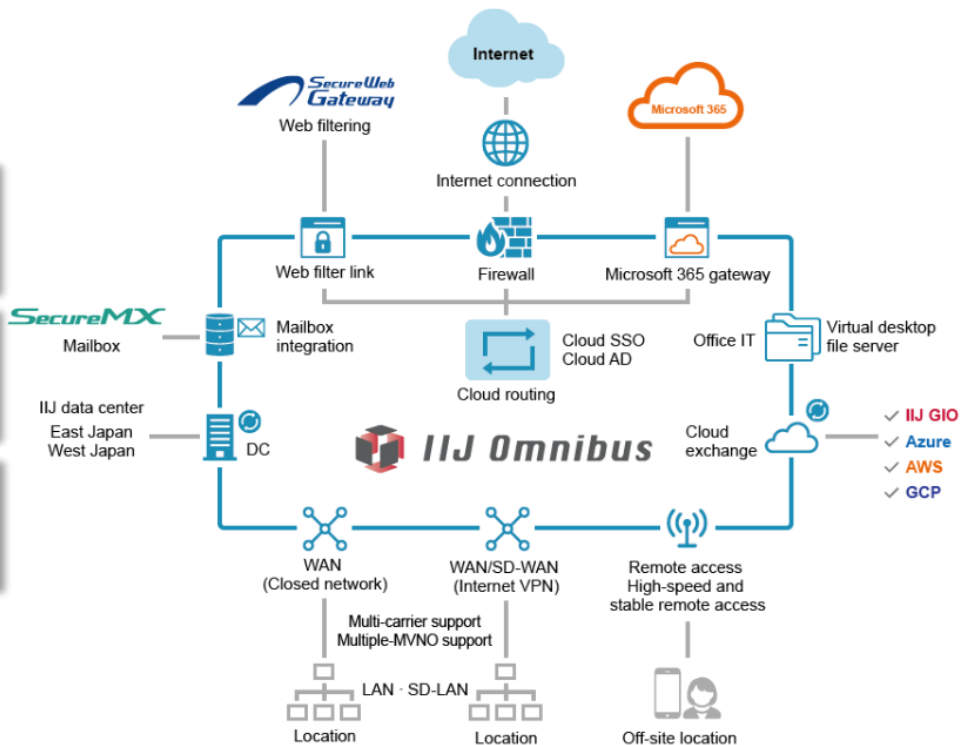 Internet
SecureWeb
Gateway
Web filtering
Microsoft 365
Internet connection
Web filter link
Firewall
Microsoft 365 gateway
SecureMX
Mailbox
Mailbox
integration
Cloud SSO
Cloud AD
Cloud routing
Office IT
Virtual desktop
file server
IIJ data center
East Japan
West Japan
DC
IIJ Omnibus
Cloud
exchange
IIJ GIO
Azure
AWS
GCP
WAN
(Closed network)
WAN/SD-WAN
(Internet VPN)
Remote access
High-speed and
stable remote access
Multi-carrier support
Multiple-MVNO support
LAN · SD-LAN
Location
Location
Off-site location